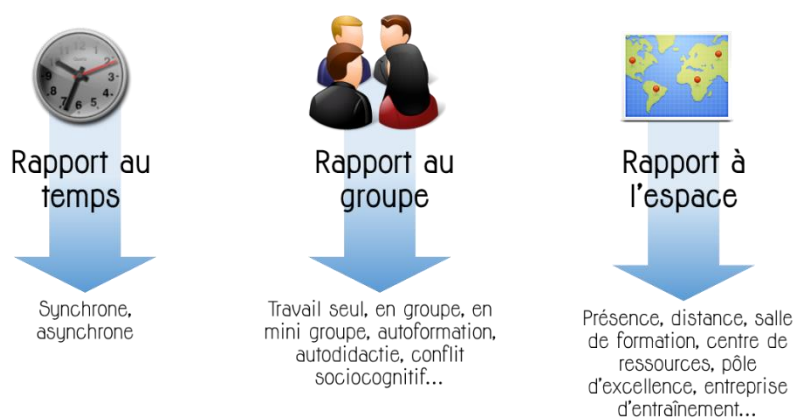 Rapport au
temps
Synchrone,
asynchrone
Rapport au
groupe
Travail seul, en groupe, en
mini groupe, autoformation,
autodidactie, conflit
sociocognitif...
Rapport à
l'espace
Présence, distance, salle
de formation, centre de
ressources, pôle
d'excellence, entreprise
d'entraînement...